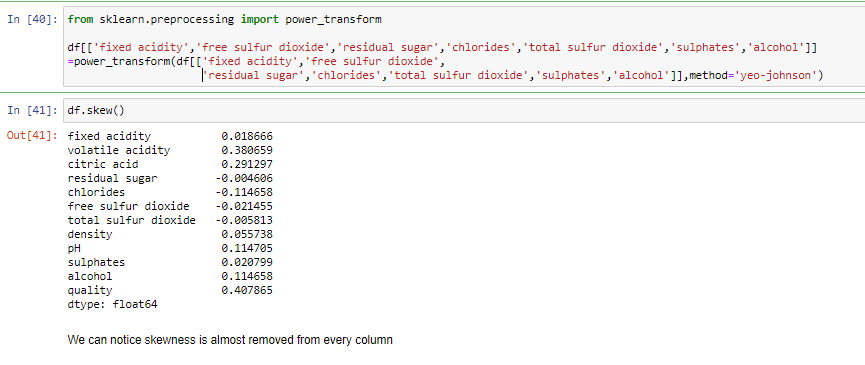 In [40]: from sklearn.preprocessing import power_transform
df[['fixed acidity','free sulfur dioxide','residual sugar','chlorides','total sulfur dioxide','sulphates','alcohol']]
=power_transform(df[['fixed acidity','free sulfur dioxide',
'residual sugar','chlorides','total sulfur dioxide','sulphates','alcohol']],method='yeo-johnson')
In [41]: df.skew()
Out[41]: fixed acidity 0.018666
volatile acidity 0.380659
citric acid 0.291297
residual sugar -0.004606
chlorides -0.114658
free sulfur dioxide -0.021455
total sulfur dioxide -0.005813
density 0.055738
pH 0.114705
sulphates 0.020799
alcohol 0.114658
quality 0.407865
dtype: float64
We can notice skewness is almost removed from every column